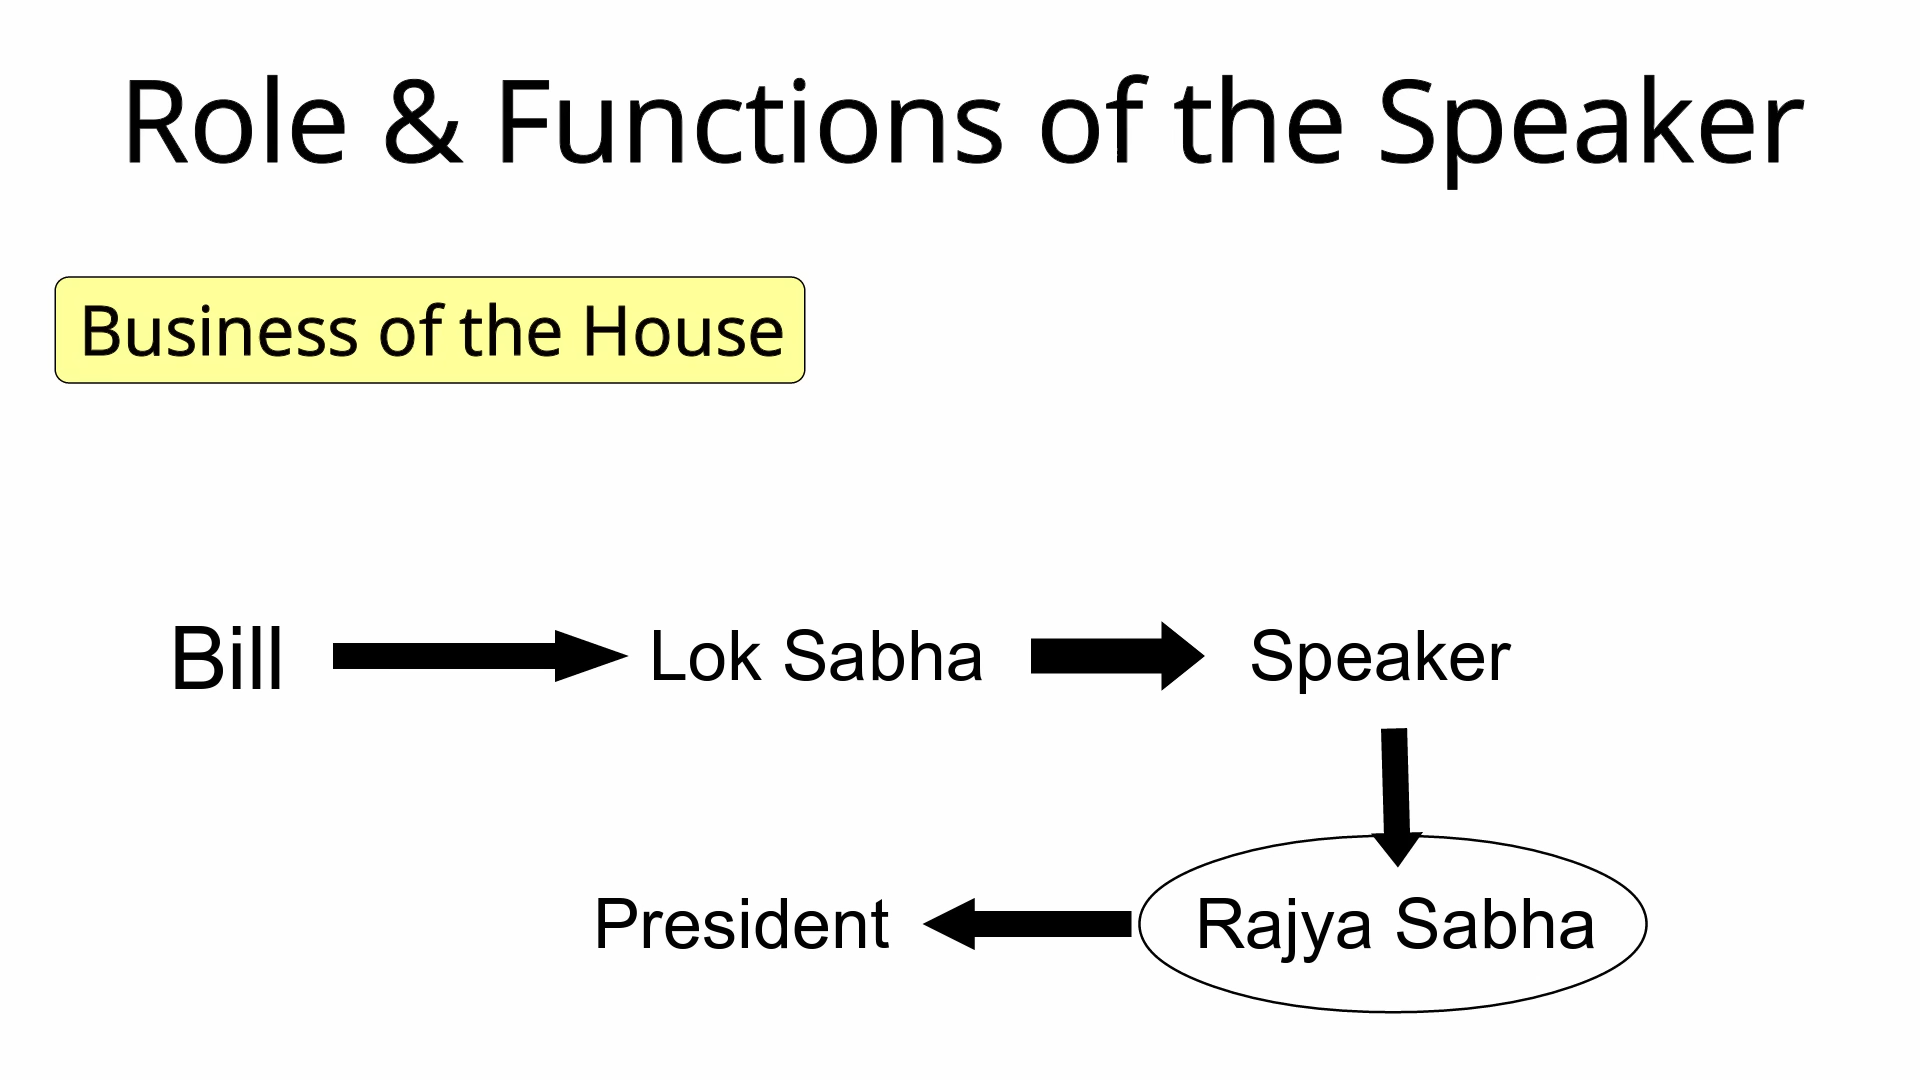 Role & Functions of the Speaker
Business of the House
Bill
Lok Sabha
Speaker
Rajya Sabha
President